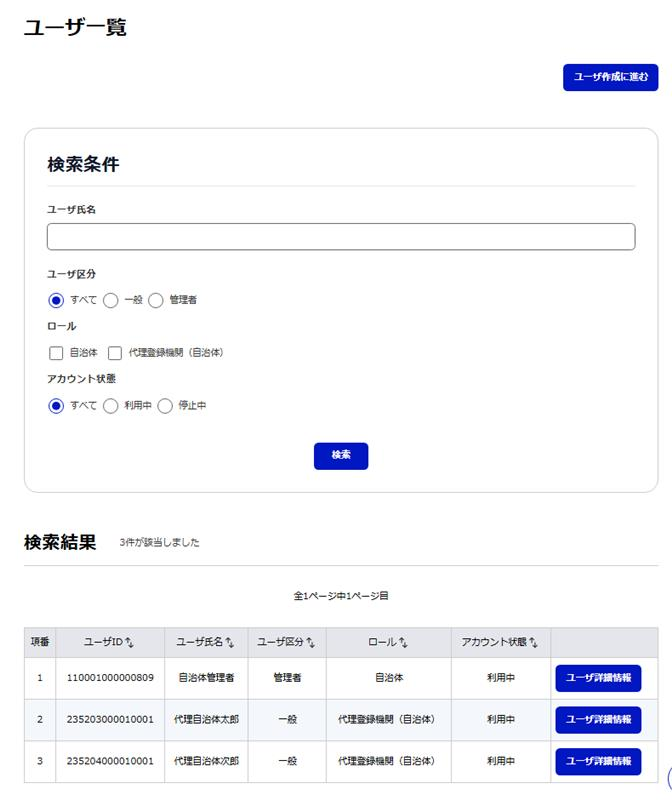 ユーザ一覧
ユーザ作成に進む
検索条件
ユーザ氏名
ユーザ区分
すべて 一般 管理者
ロール
自治体 代理登録機関（自治体）
アカウント状態
すべて 利用中 停止中
検索
検索結果 3件が該当しました
全1ページ中1ページ目
項番 ユーザID↑↓ ユーザ氏名↑↓ ユーザ区分↑↓ ロール↑↓ アカウント状態↑↓
1 110001000000809 自治体管理者 管理者 自治体 利用中 ユーザ詳細情報
2 235203000010001 代理自治体太郎 一般 代理登録機関（自治体） 利用中 ユーザ詳細情報
3 235204000010001 代理自治体次郎 一般 代理登録機関（自治体） 利用中 ユーザ詳細情報